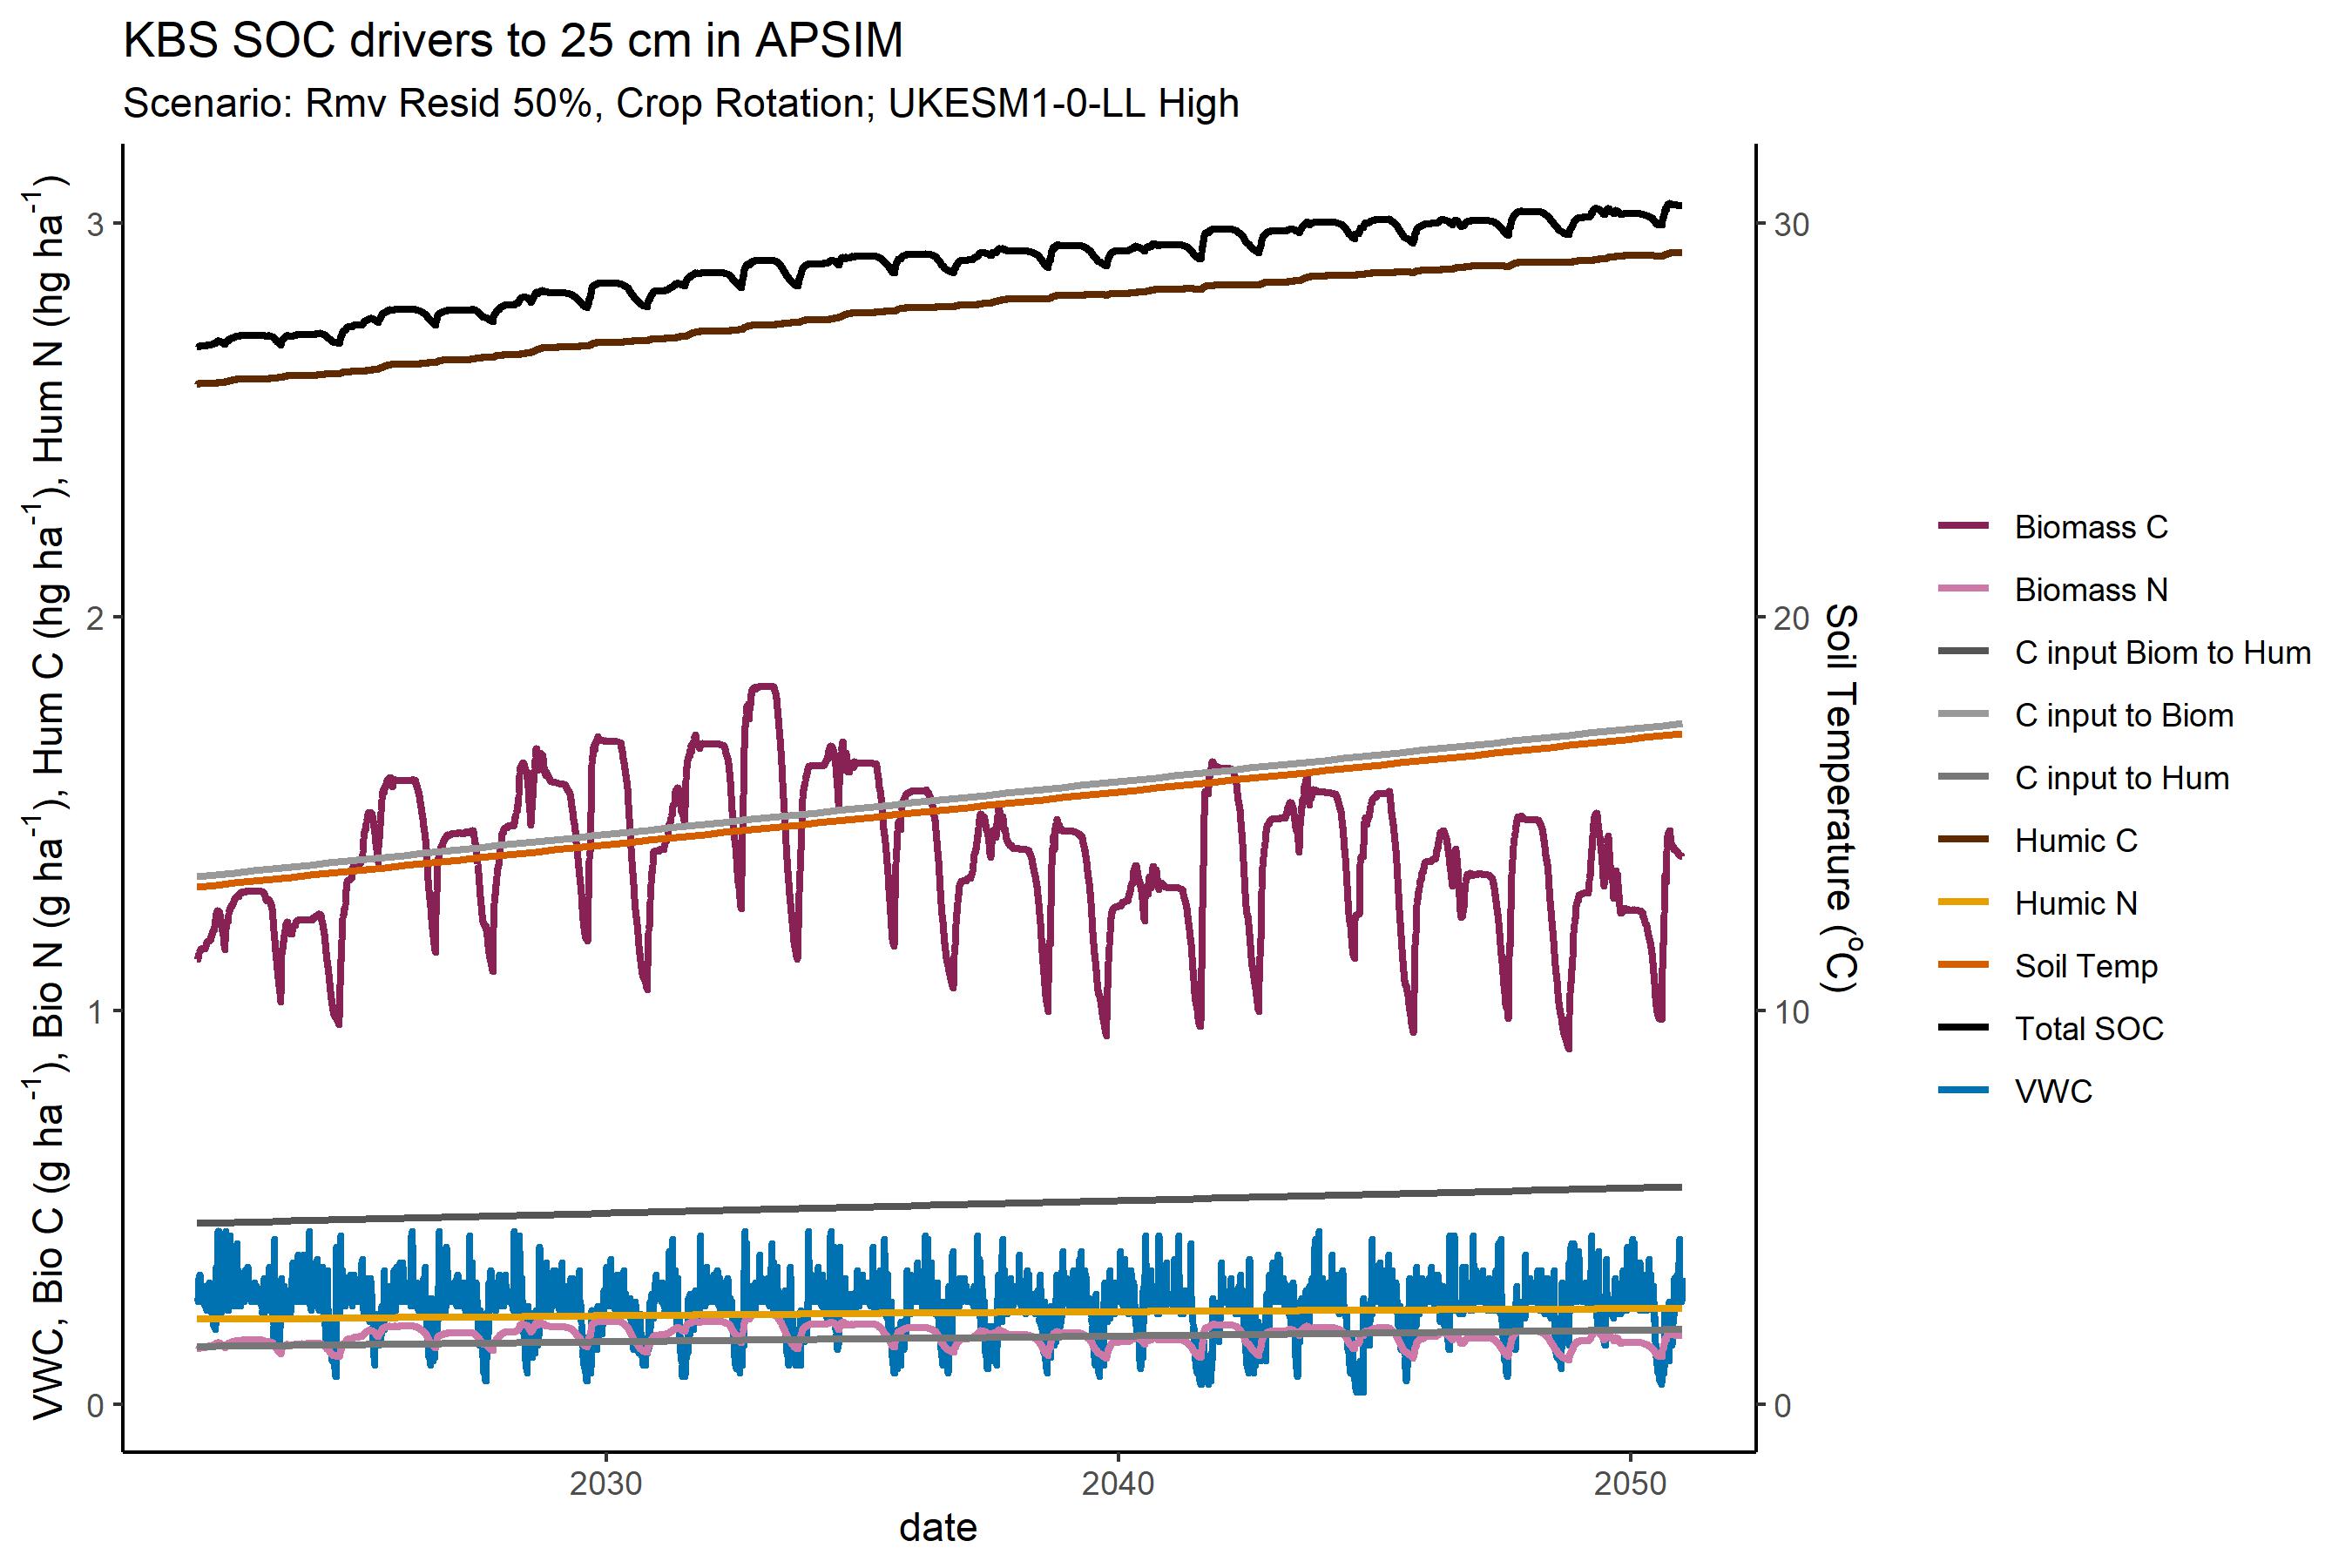 KBS SOC drivers to 25 cm in APSIM
Scenario: Rmv Resid 50%, Crop Rotation; UKESM1-0-LL High
VWC, Bio C (g ha⁻¹), Bio N (g ha⁻¹), Hum C (hg ha⁻¹), Hum N (hg ha⁻¹)
3
2
1
0
30
20
10
0
Soil Temperature (°C)
2030
2040
2050
date
Biomass C
Biomass N
C input Biom to Hum
C input to Biom
C input to Hum
Humic C
Humic N
Soil Temp
Total SOC
VWC